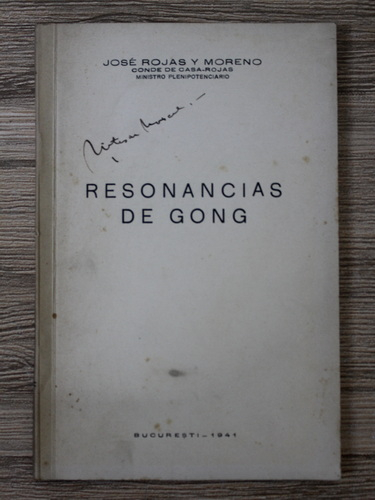 JOSÉ ROJAS Y MORENO
CONDE DE CASA-ROJAS
MINISTRO PLENIPOTENCIARIO
RESONANCIAS
DE GONG
BUCUREȘTI—1941